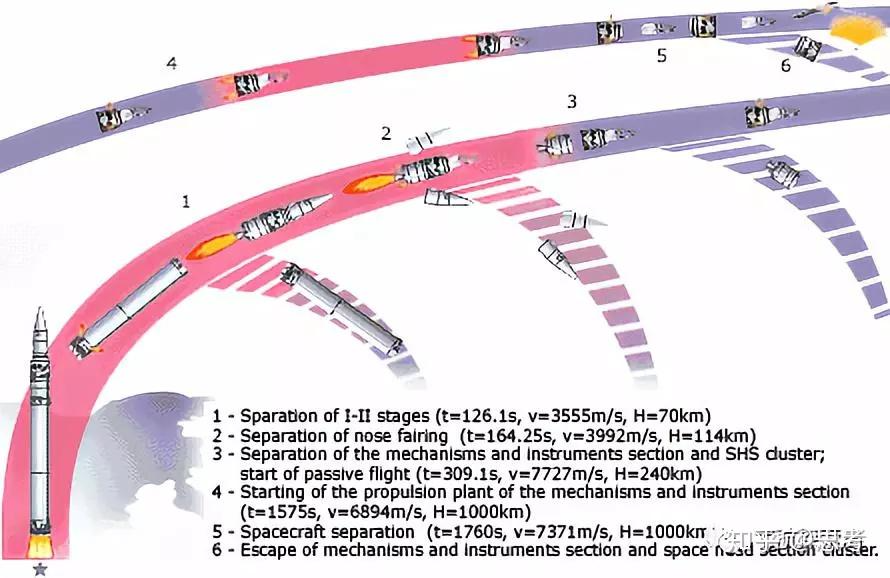 4
5
6
3
2
1
1 - Sparation of I-II stages (t=126.1s, v=3555m/s, H=70km)
2 - Separation of nose fairing (t=164.25s, v=3992m/s, H=114km)
3 - Separation of the mechanisms and instruments section and SHS cluster;
start of passive flight (t=309.1s, v=7727m/s, H=240km)
4 - Starting of the propulsion plant of the mechanisms and instruments section
(t=1575s, v=6894m/s, H=1000km)
5 - Spacecraft separation (t=1760s, v=7371m/s, H=1000km
6 - Escape of mechanisms and instruments section and space head section cluster.
知乎 @思考